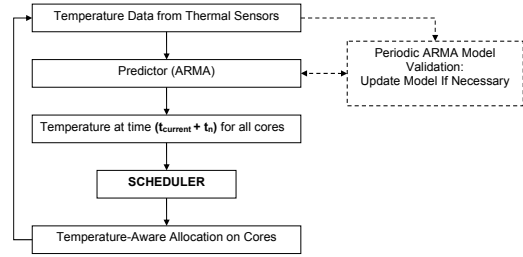 Temperature Data from Thermal Sensors
Periodic ARMA Model
Validation:
Update Model If Necessary
Predictor (ARMA)
Temperature at time (tcurrent + tn) for all cores
SCHEDULER
Temperature-Aware Allocation on Cores